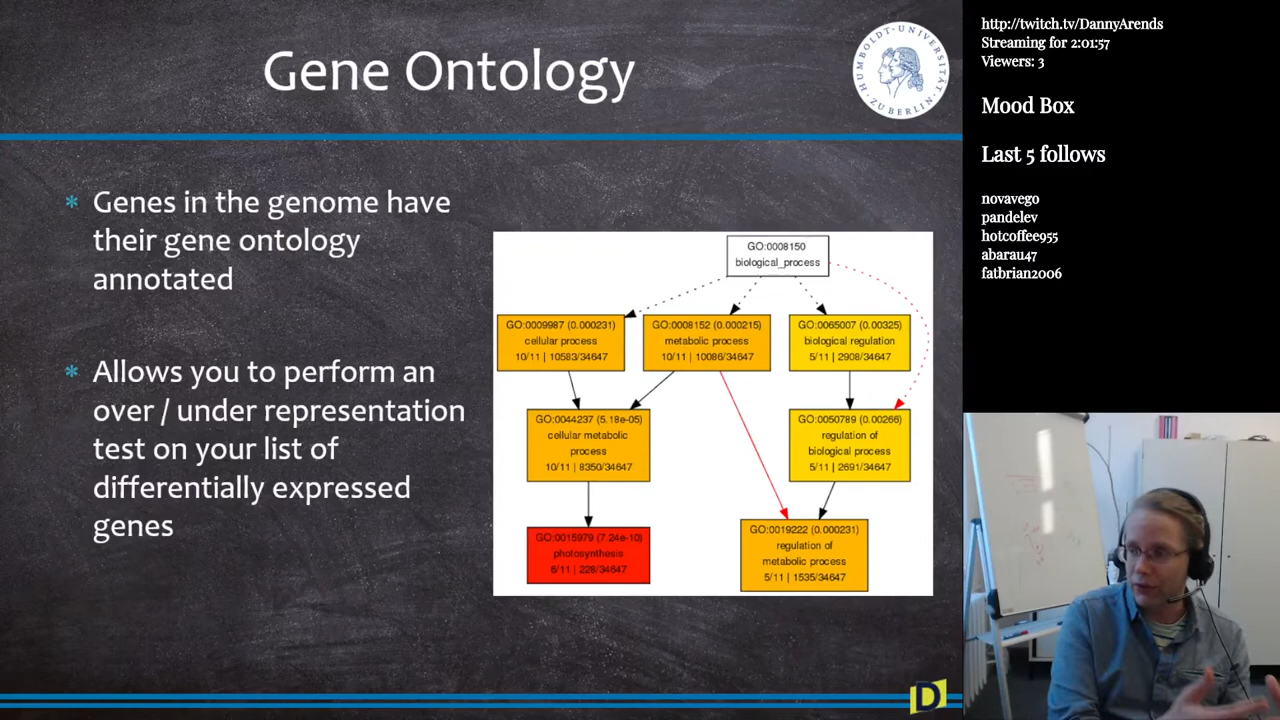 Gene Ontology
HUMBOLDT-UNIVERSITÄT
ZU BERLIN
* Genes in the genome have
their gene ontology
annotated
* Allows you to perform an
over / under representation
test on your list of
differentially expressed
genes
GO:0008150
biological_process
GO:0009987 (0.000231)
cellular process
10/11 | 10583/34647
GO:0008152 (0.000215)
metabolic process
10/11 | 10086/34647
GO:0065007 (0.00325)
biological regulation
5/11 | 2908/34647
GO:0044237 (5.18e-05)
cellular metabolic
process
10/11 | 8350/34647
GO:0050789 (0.00266)
regulation of
biological process
5/11 | 2691/34647
GO:0015979 (7.24e-10)
photosynthesis
6/11 | 228/34647
GO:0019222 (0.000231)
regulation of
metabolic process
5/11 | 1535/34647
D
http://twitch.tv/DannyArends
Streaming for 2:01:57
Viewers: 3
Mood Box
Last 5 follows
novavego
pandelev
hotcoffee955
abarau47
fatbrian2006